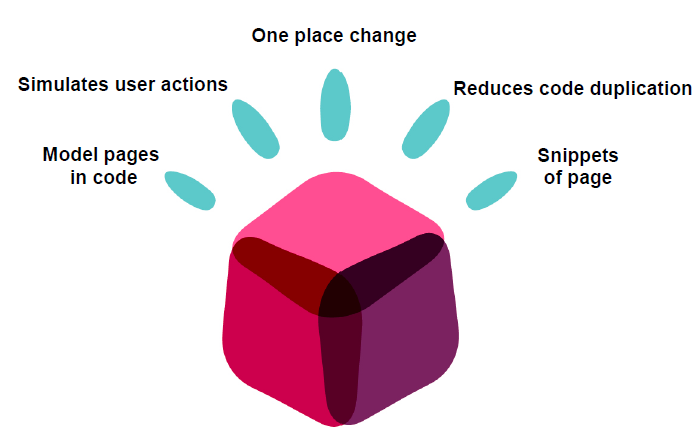 One place change
Simulates user actions
Reduces code duplication
Model pages
in code
Snippets
of page